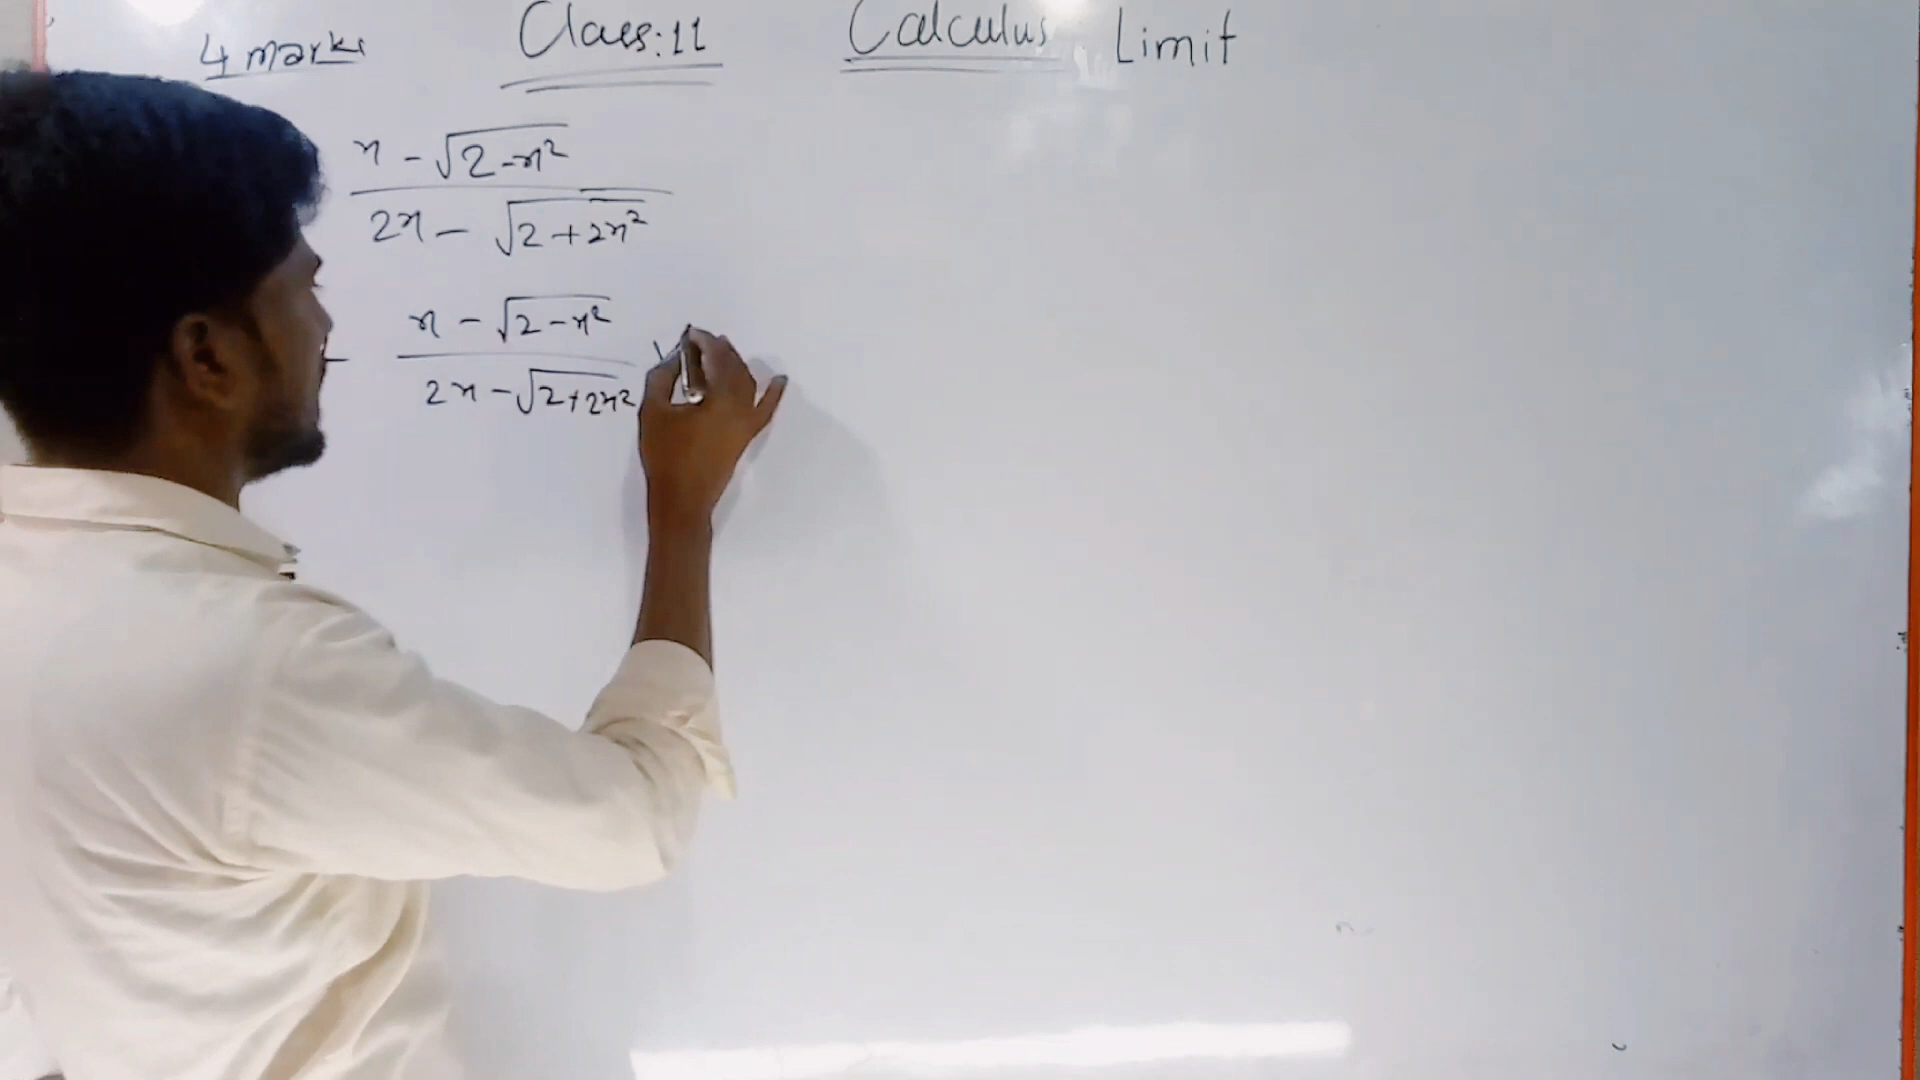 4 marks Class:11 Calculus Limit
x - √2-x²
2x - √2+2x²
x - √2-x²
2x - √2+2x²